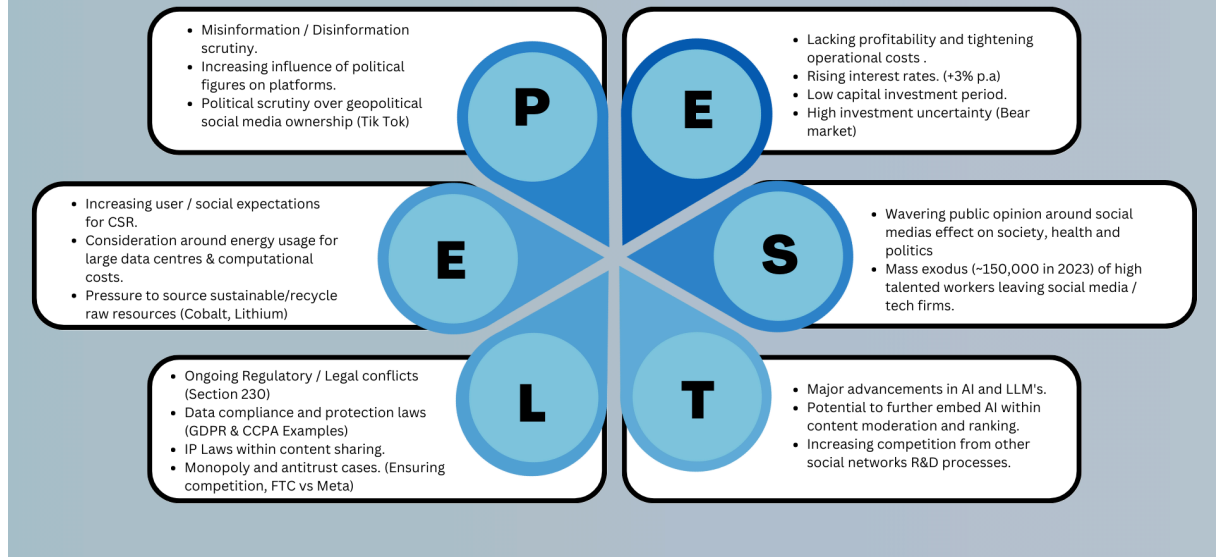 • Misinformation / Disinformation
scrutiny.
• Increasing influence of political
figures on platforms.
• Political scrutiny over geopolitical
social media ownership (Tik Tok)
P
E
• Lacking profitability and tightening
operational costs .
• Rising interest rates. (+3% p.a)
• Low capital investment period.
• High investment uncertainty (Bear
market)
• Increasing user / social expectations
for CSR.
• Consideration around energy usage for
large data centres & computational
costs.
• Pressure to source sustainable/recycle
raw resources (Cobalt, Lithium)
E
S
• Wavering public opinion around social
medias effect on society, health and
politics
• Mass exodus (~150,000 in 2023) of high
talented workers leaving social media /
tech firms.
• Ongoing Regulatory / Legal conflicts
(Section 230)
• Data compliance and protection laws
(GDPR & CCPA Examples)
• IP Laws within content sharing.
• Monopoly and antitrust cases. (Ensuring
competition, FTC vs Meta)
L
T
• Major advancements in AI and LLM's.
• Potential to further embed AI within
content moderation and ranking.
• Increasing competition from other
social networks R&D processes.